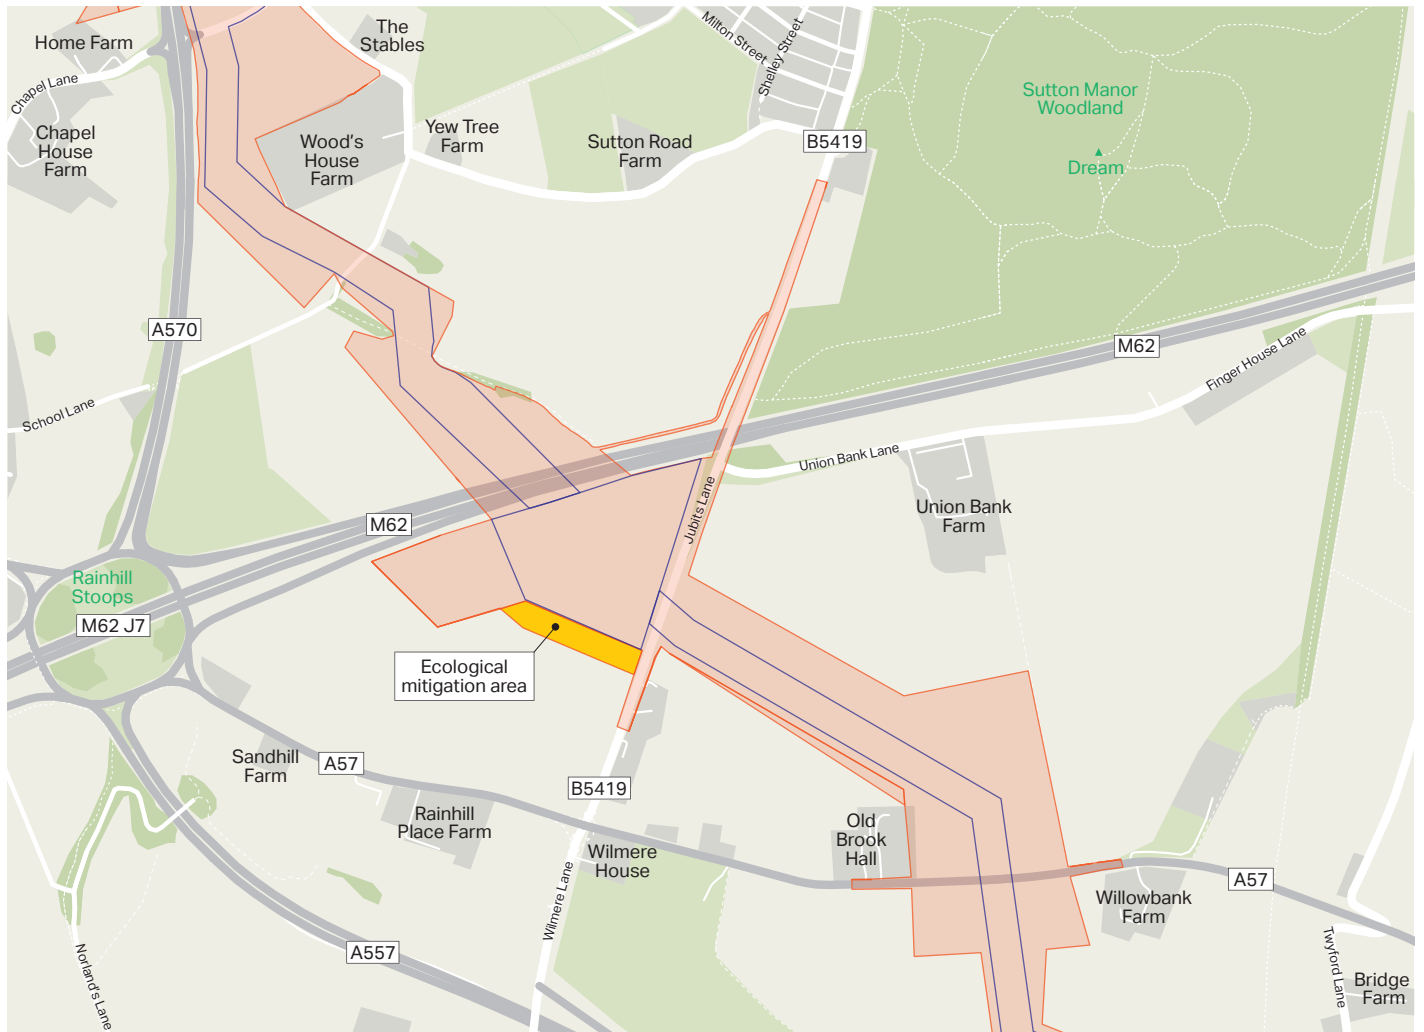 Home Farm
The
Stables
Milton Street
Shelley Street
Chapel Lane
Chapel
House
Farm
Wood's
House
Farm
Yew Tree
Farm
Sutton Road
Farm
B5419
Sutton Manor
Woodland
Dream
A570
M62
Finger House Lane
School Lane
Union Bank Lane
Jubits Lane
M62
Union Bank
Farm
Rainhill
Stoops
M62 J7
Ecological
mitigation area
Sandhill
Farm
A57
B5419
Rainhill
Place Farm
Old
Brook
Hall
Wilmere
House
Wilmere Lane
A57
Willowbank
Farm
A557
Norland's Lane
Twyford Lane
Bridge
Farm